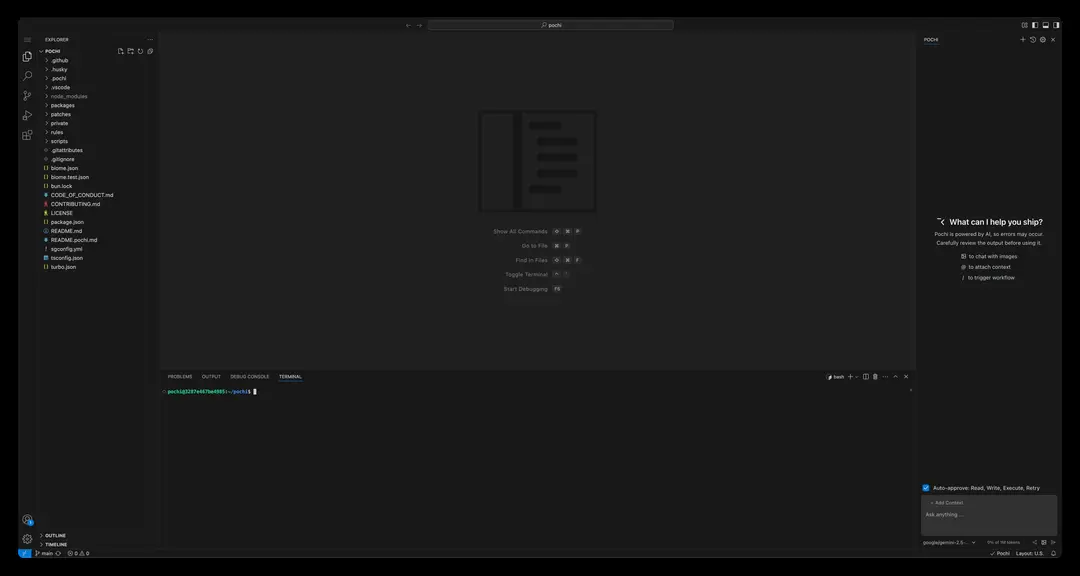 pochi
EXPLORER
POCHI
POCHI
.github
.husky
.pochi
.vscode
node_modules
packages
patches
private
rules
scripts
.gitattributes
.gitignore
biome.json
biome.test.json
bun.lock
CODE_OF_CONDUCT.md
CONTRIBUTING.md
LICENSE
package.json
README.md
README.pochi.md
sgconfig.yml
tsconfig.json
turbo.json
OUTLINE
TIMELINE
Show All Commands ⇧ ⌘ P
Go to File ⌘ P
Find in Files ⇧ ⌘ F
Toggle Terminal ^ `
Start Debugging F5
PROBLEMS OUTPUT DEBUG CONSOLE TERMINAL
bash
pochi@3287e467be4985:~/pochi$
What can I help you ship?
Pochi is powered by AI, so errors may occur.
Carefully review the output before using it.
to chat with images
@ to attach context
/ to trigger workflow
Auto-approve: Read, Write, Execute, Retry
+ Add Context
Ask anything...
google/gemini-2.5-...
of 1M tokens
main 0 0
Pochi Layout: U.S.